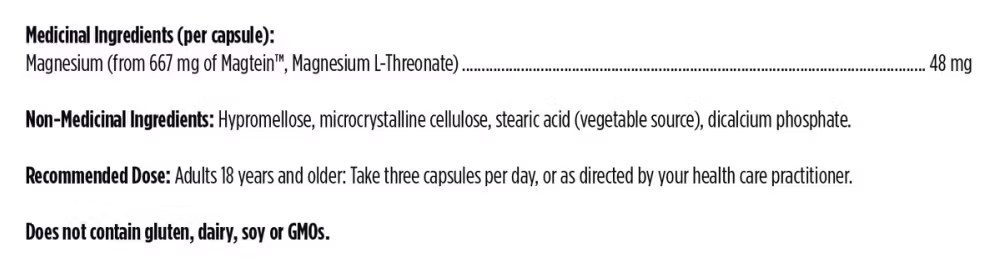 Medicinal Ingredients (per capsule):
Magnesium (from 667 mg of Magtein™, Magnesium L-Threonate) ........................................................................................................................................ 48 mg
Non-Medicinal Ingredients: Hypromellose, microcrystalline cellulose, stearic acid (vegetable source), dicalcium phosphate.
Recommended Dose: Adults 18 years and older: Take three capsules per day, or as directed by your health care practitioner.
Does not contain gluten, dairy, soy or GMOs.